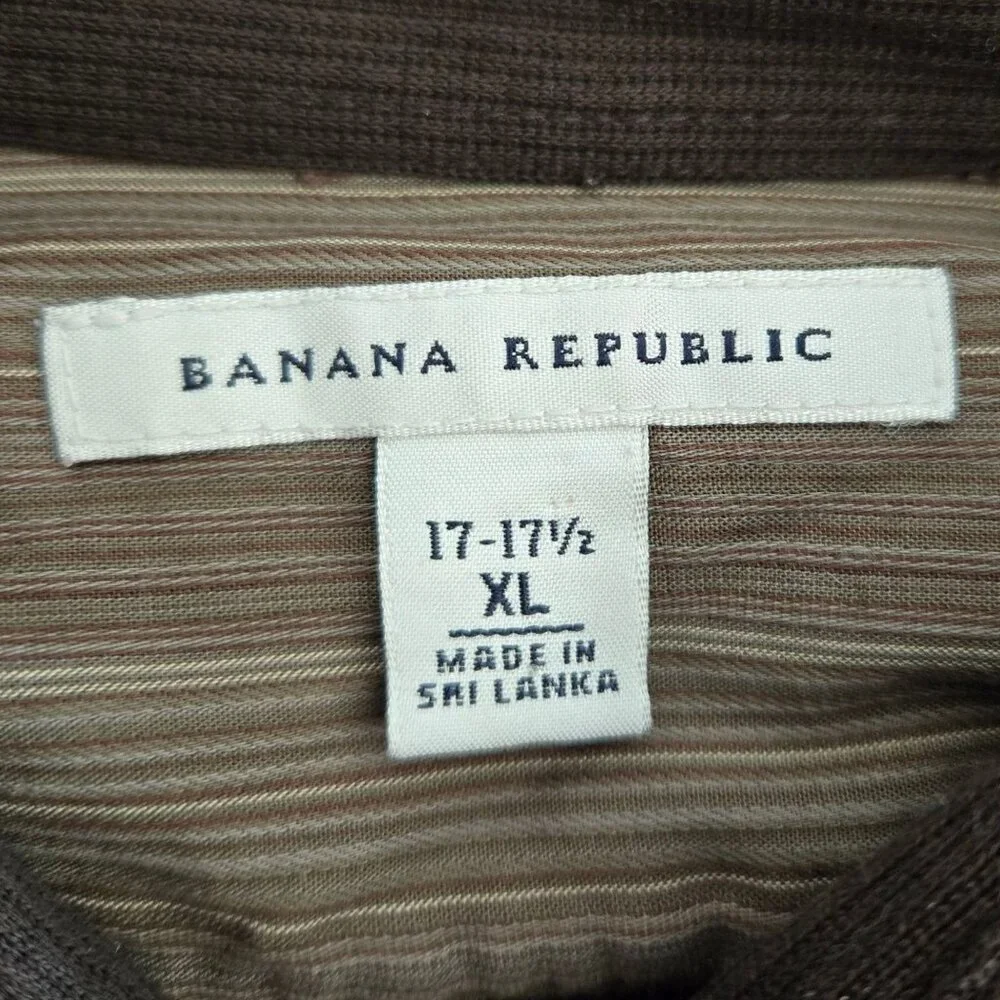 BANANA REPUBLIC
17-17½
XL
MADE IN
SRI LANKA